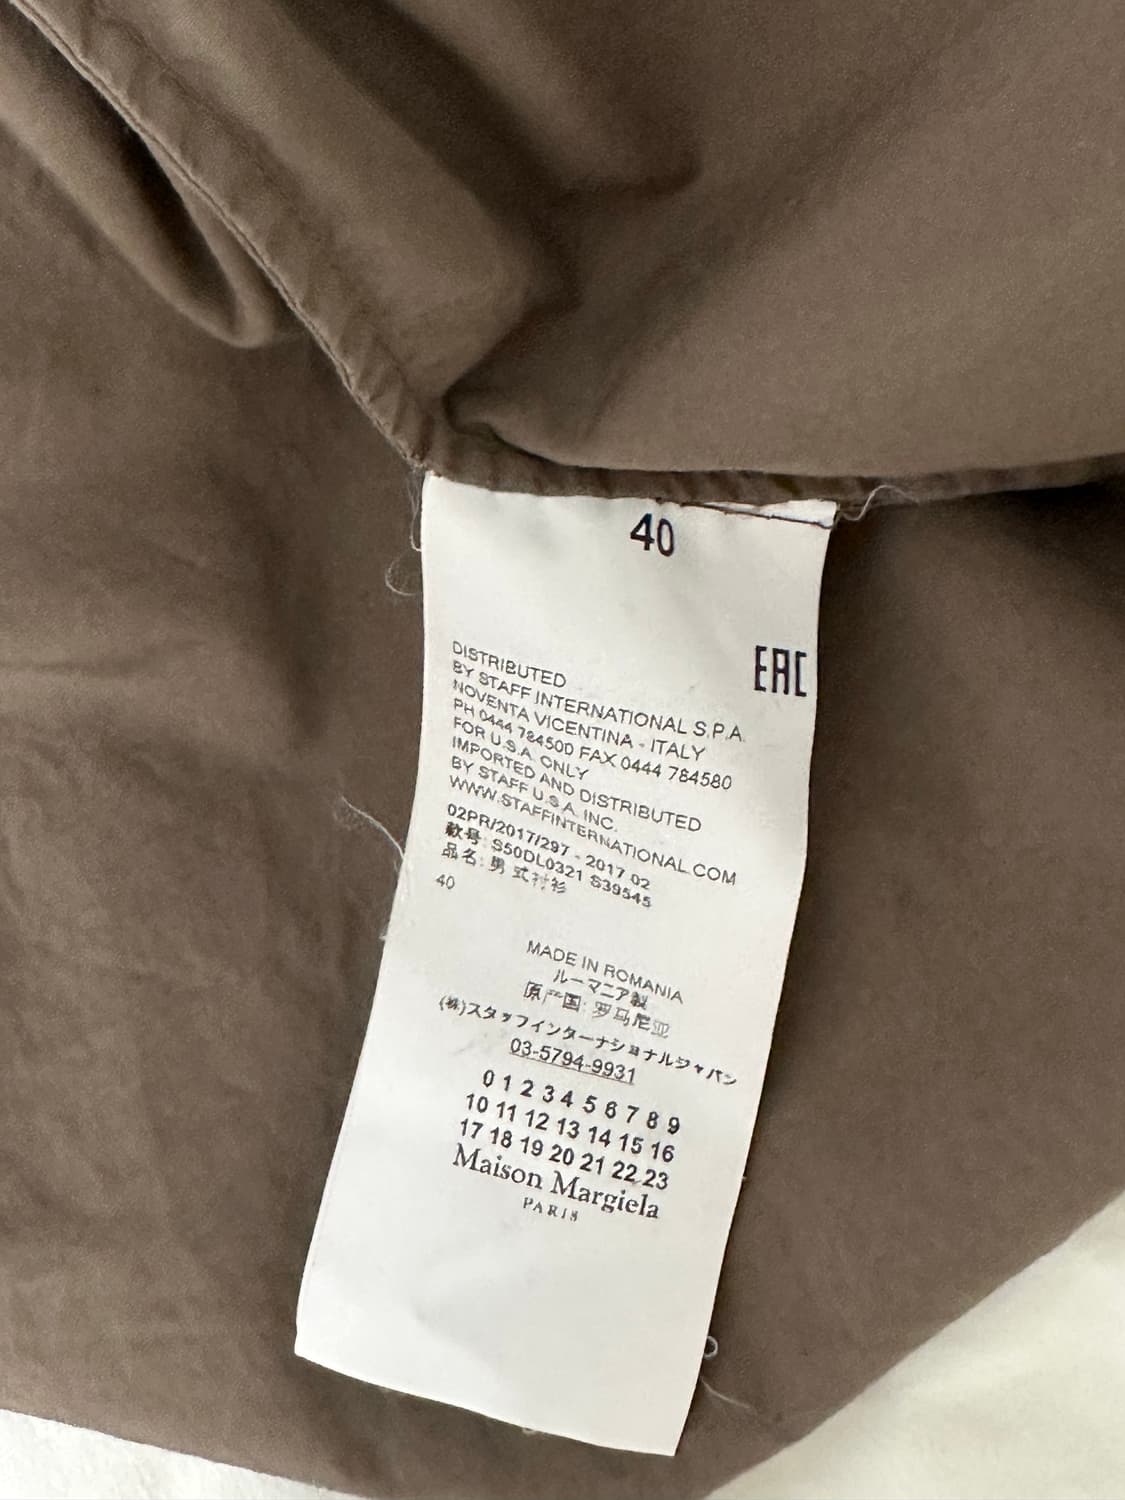 40
EAC
DISTRIBUTED
BY STAFF INTERNATIONAL S.P.A.
NOVENTA VICENTINA - ITALY
PH 0444 784500 FAX 0444 784580
FOR U.S.A. ONLY
IMPORTED AND DISTRIBUTED
BY STAFF U.S.A. INC.
WWW.STAFFINTERNATIONAL.COM
02PR/2017/297 - 2017 02
款号: S50DL0321 S39545
品名: 男式衬衫
40
MADE IN ROMANIA
ルーマニア製
原产国: 罗马尼亚
(株)スタッフインターナショナルジャパン
03-5794-9931
0 1 2 3 4 5 6 7 8 9
10 11 12 13 14 15 16
17 18 19 20 21 22 23
Maison Margiela
PARIS